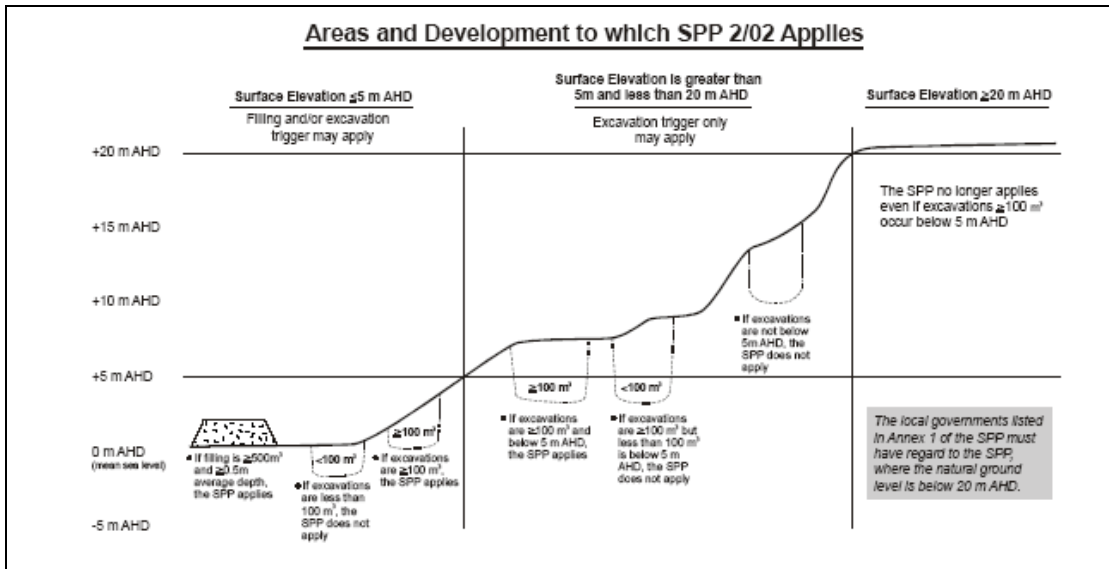 Areas and Development to which SPP 2/02 Applies
Surface Elevation ≤5 m AHD
Filling and/or excavation
trigger may apply
Surface Elevation is greater than
5m and less than 20 m AHD
Excavation trigger only
may apply
Surface Elevation ≥20 m AHD
+20 m AHD
The SPP no longer applies
even if excavations ≥100 m³
occur below 5 m AHD
+15 m AHD
+10 m AHD
▪ If excavations
are not below
5m AHD, the
SPP does not
apply
+5 m AHD
≥100 m³
<100 m³
▪ If excavations
are ≥100 m³ and
below 5 m AHD,
the SPP applies
▪ If excavations
are ≥100 m³ but
less than 100 m³
is below 5 m
AHD, the SPP
does not apply
The local governments listed
in Annex 1 of the SPP must
have regard to the SPP,
where the natural ground
level is below 20 m AHD.
0 m AHD
(mean sea level)
▪ If filling is ≥500m³
and ≥0.5m
average depth,
the SPP applies
<100 m³
▪ If excavations
are less than
100 m³, the
SPP does not
apply
≥100 m³
▪ If excavations
are ≥100 m³,
the SPP applies
-5 m AHD